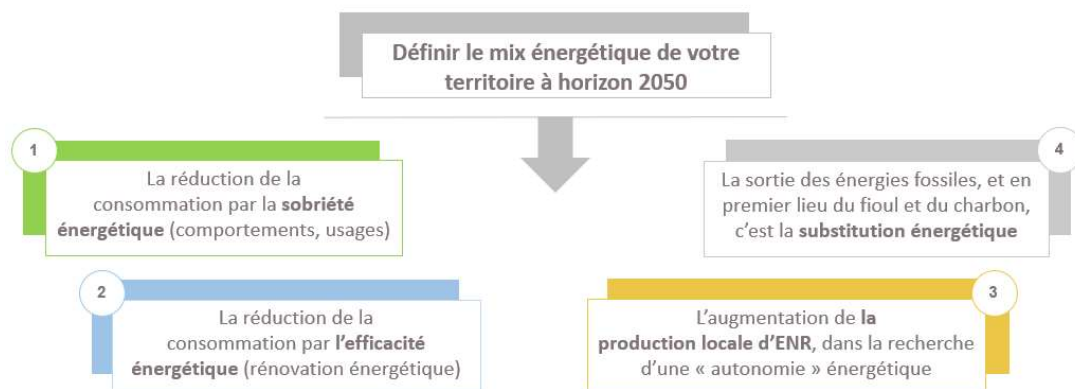 Définir le mix énergétique de votre
territoire à horizon 2050
1
La réduction de la
consommation par la sobriété
énergétique (comportements, usages)
2
La réduction de la
consommation par l’efficacité
énergétique (rénovation énergétique)
3
L’augmentation de la
production locale d’ENR, dans la recherche
d’une « autonomie » énergétique
4
La sortie des énergies fossiles, et en
premier lieu du fioul et du charbon,
c’est la substitution énergétique